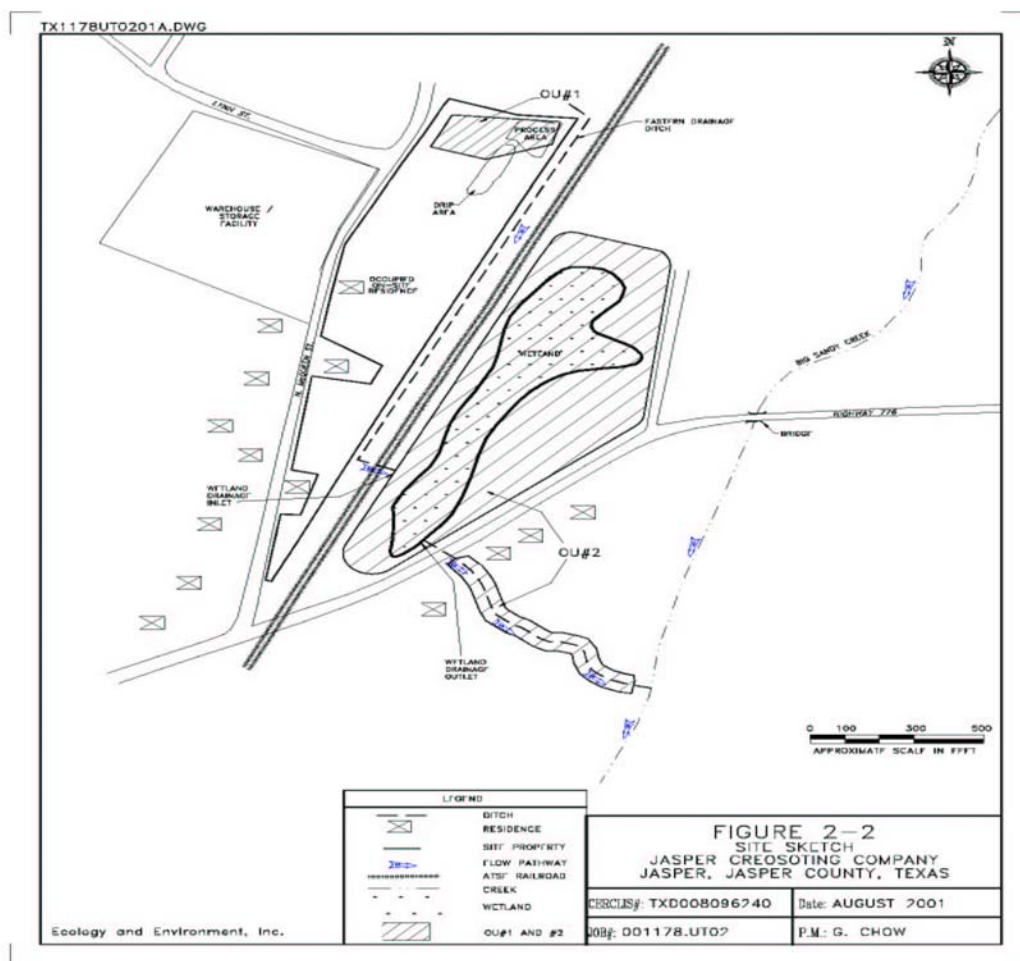 TX1178UT0201A.DWG
N
OU#1
LYNN ST.
PROCESS
AREA
EASTERN DRAINAGE
DITCH
DRIP
AREA
WAREHOUSE
STORAGE
FACILITY
OCCUPIED
ON-SITE
RESIDENCE
BIG SANDY CREEK
WETLAND
HIGHWAY 776
BRIDGE
WETLAND
DRAINAGE
INLET
OU#2
WETLAND
DRAINAGE
OUTLET
0 100 300 500
APPROXIMATE SCALE IN FEET
LEGEND
DITCH
RESIDENCE
SITE PROPERTY
FLOW PATHWAY
ATSF RAILROAD
CREEK
WETLAND
OU#1 AND #2
FIGURE 2-2
SITE SKETCH
JASPER CREOSOTING COMPANY
JASPER, JASPER COUNTY, TEXAS
CERCLIS#: TXD008096240
Date: AUGUST 2001
JOB#: 001178.UT02
P.M.: G. CHOW
Ecology and Environment, Inc.